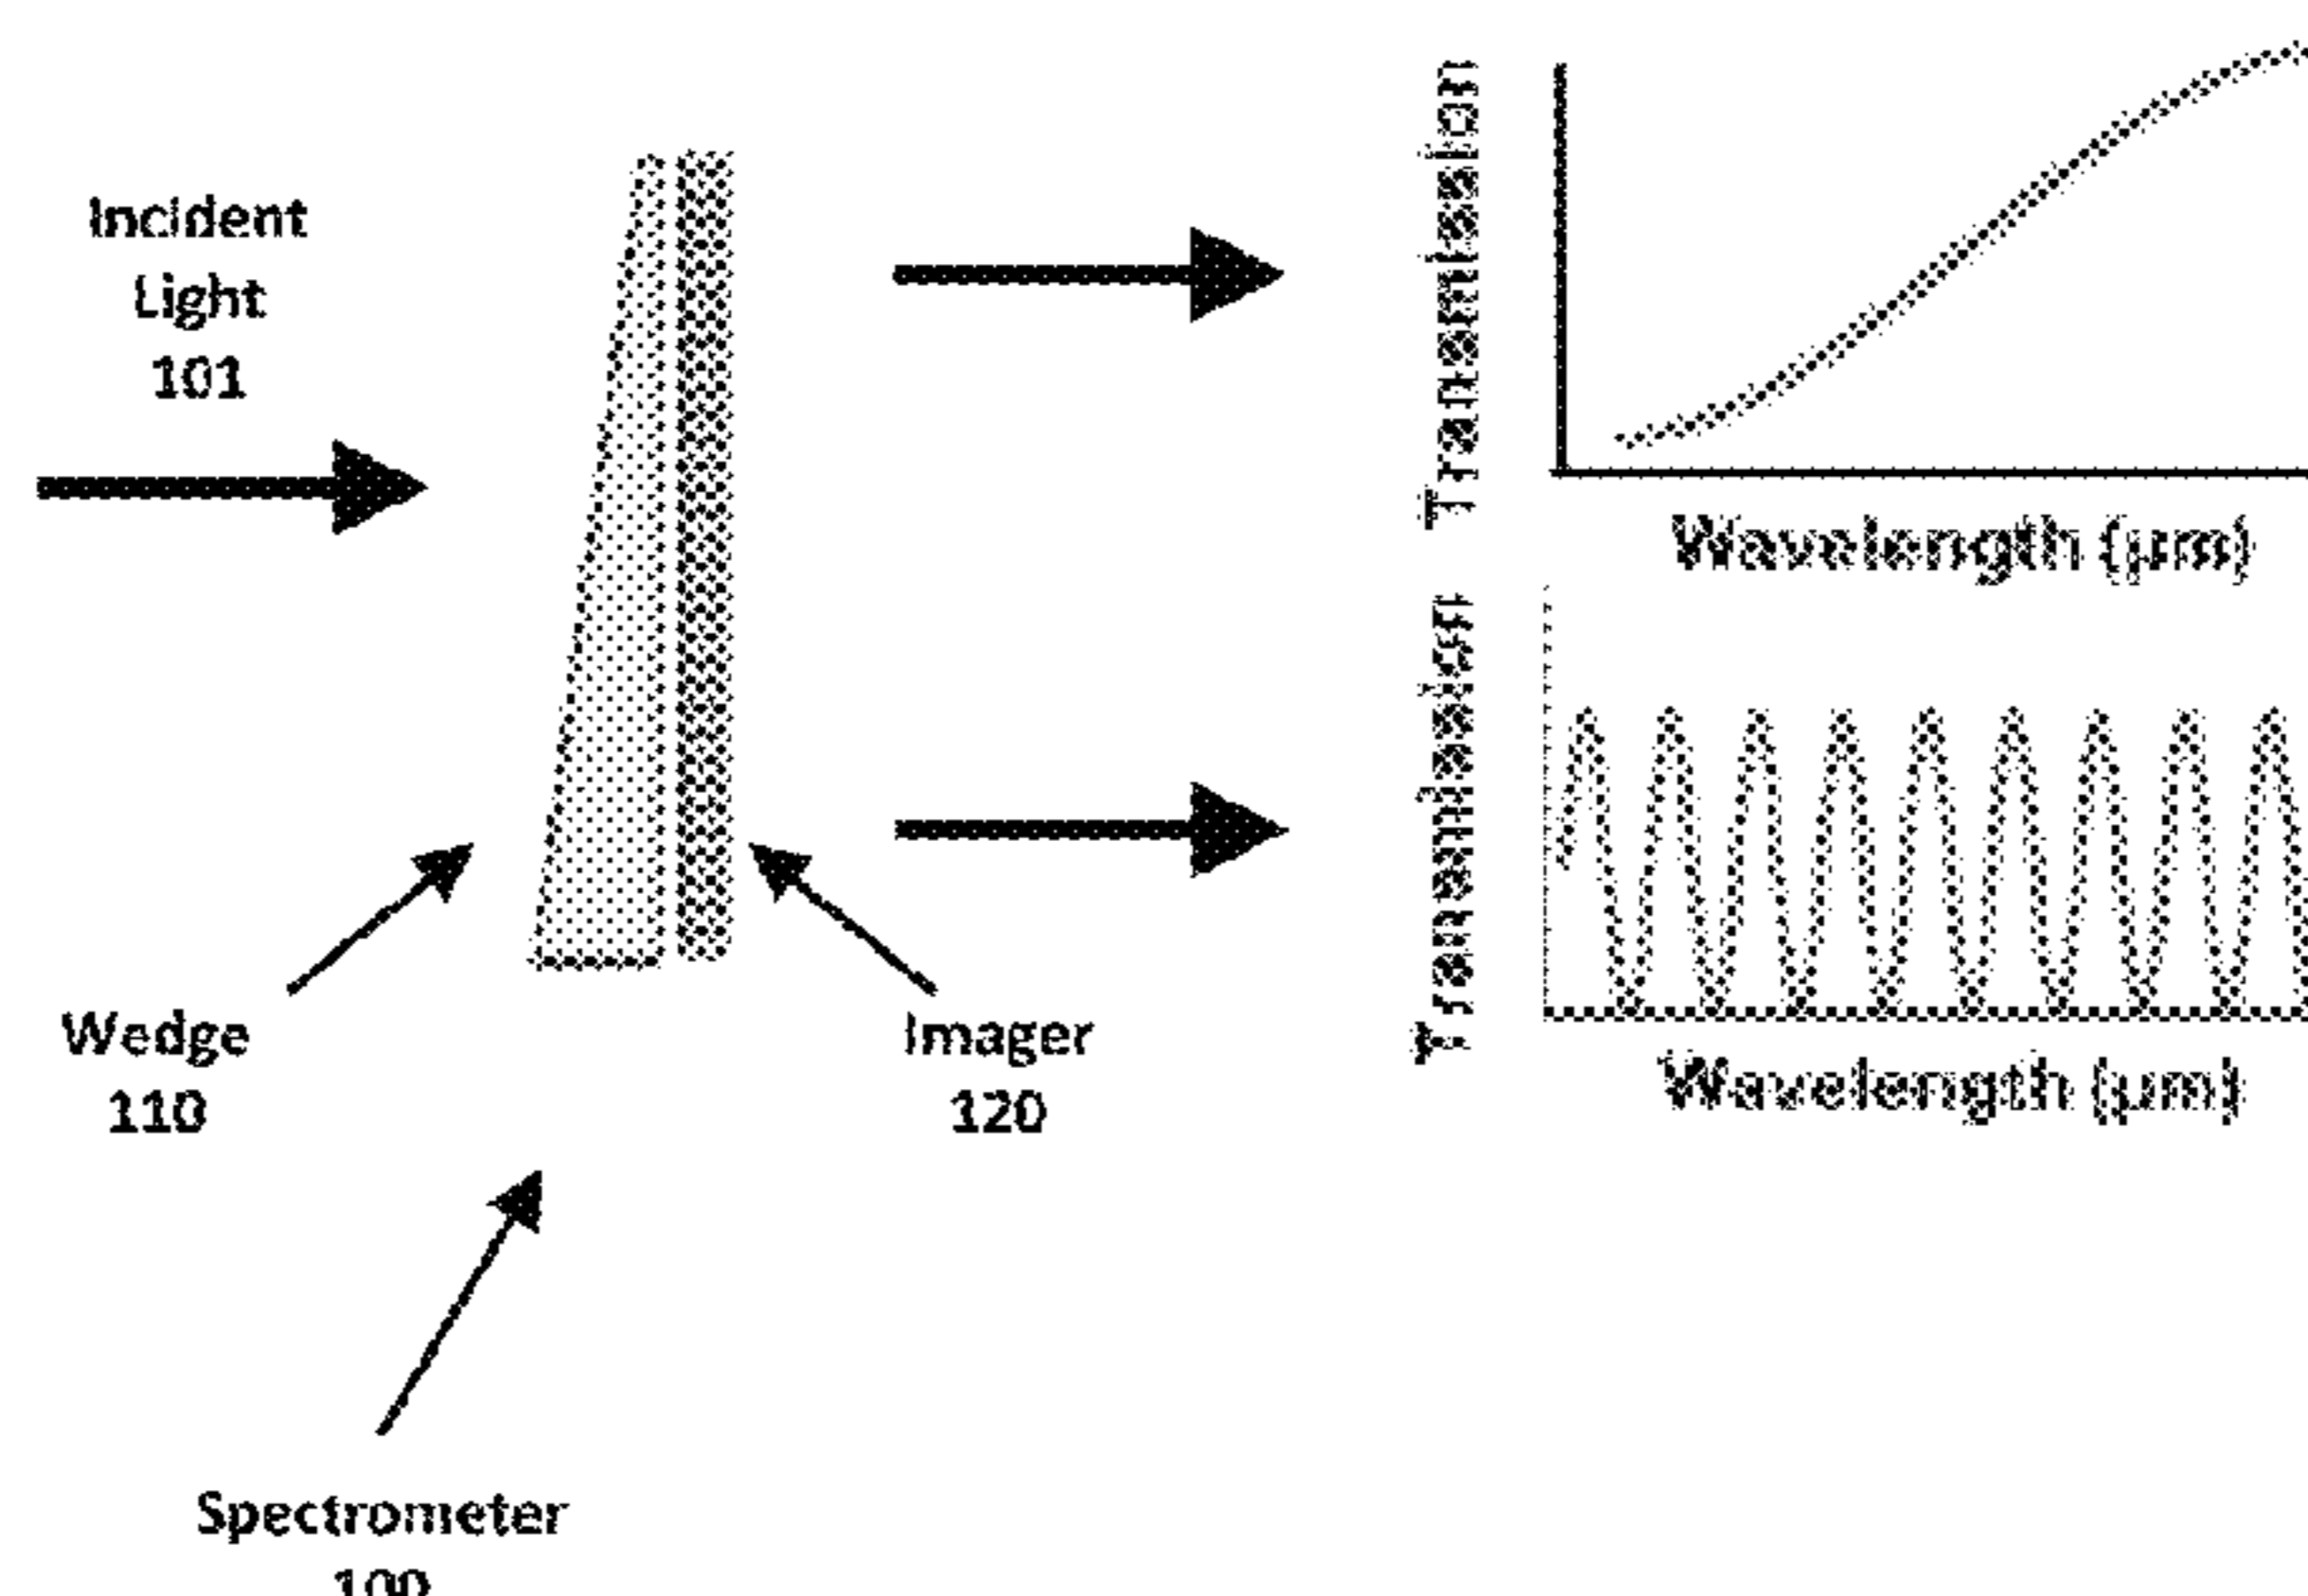 Incident
Light
101
Wedge
110
Imager
120
Spectrometer
100
Transmission
Wavelength (μm)
Transmission
Wavelength (μm)